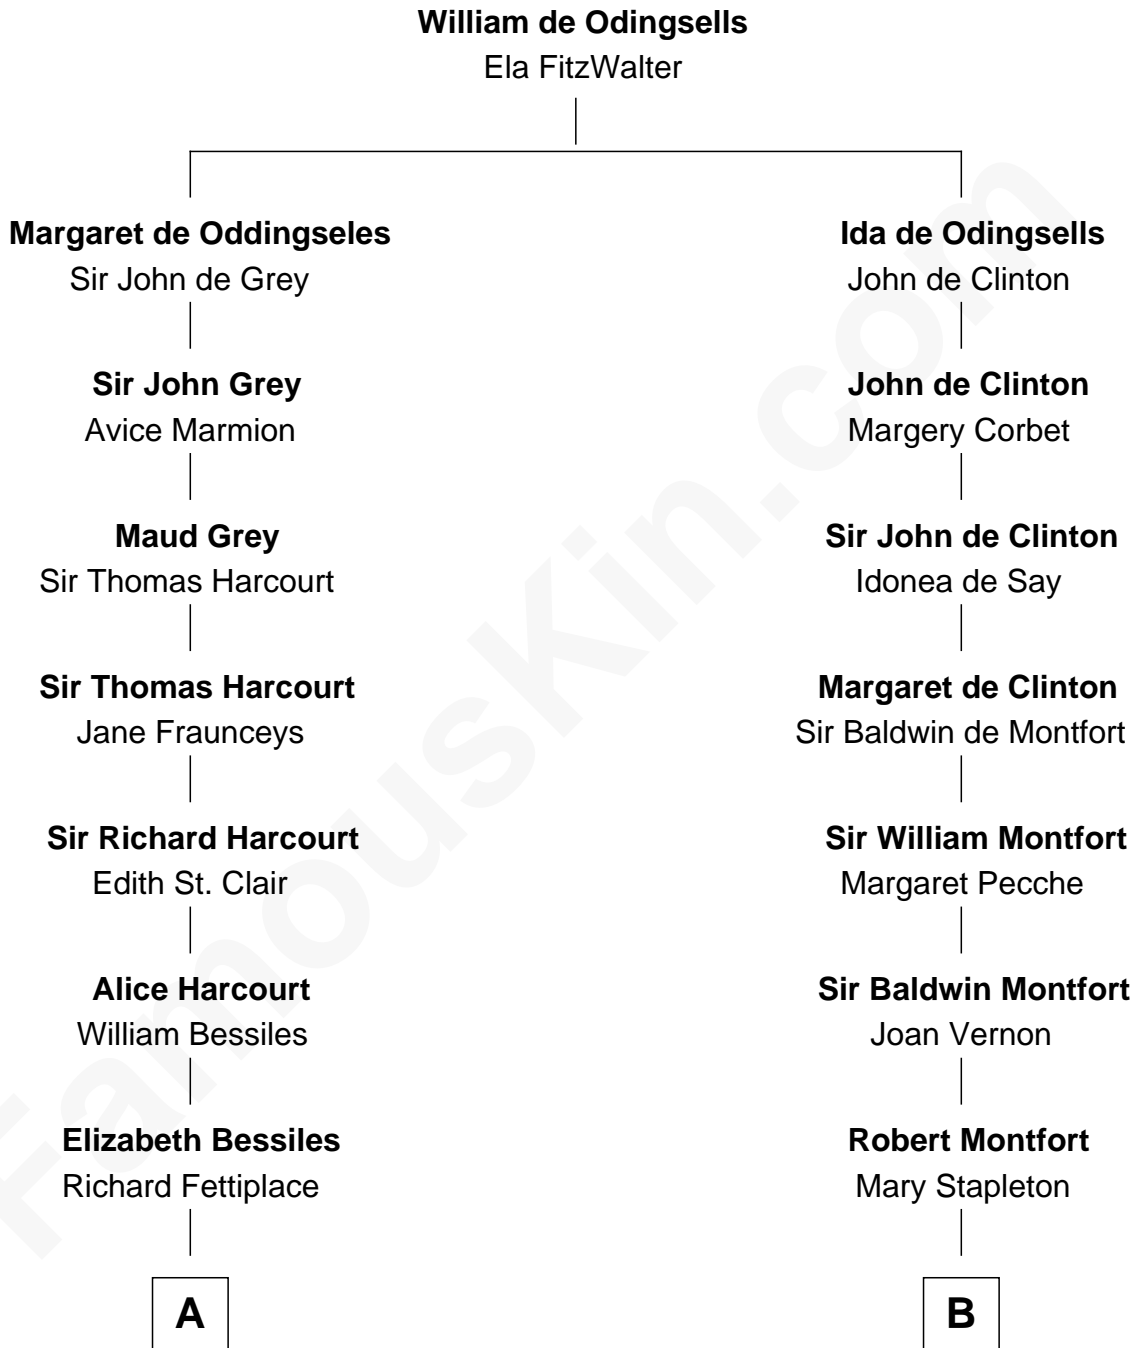 William de Odingsells
Ela FitzWalter
Margaret de Oddingseles
Sir John de Grey
Sir John Grey
Avice Marmion
Maud Grey
Sir Thomas Harcourt
Sir Thomas Harcourt
Jane Fraunceys
Sir Richard Harcourt
Edith St. Clair
Alice Harcourt
William Bessiles
Elizabeth Bessiles
Richard Fettiplace
A
Ida de Odingsells
John de Clinton
John de Clinton
Margery Corbet
Sir John de Clinton
Idonea de Say
Margaret de Clinton
Sir Baldwin de Montfort
Sir William Montfort
Margaret Pecche
Sir Baldwin Montfort
Joan Vernon
Robert Montfort
Mary Stapleton
B
FamousKin.com